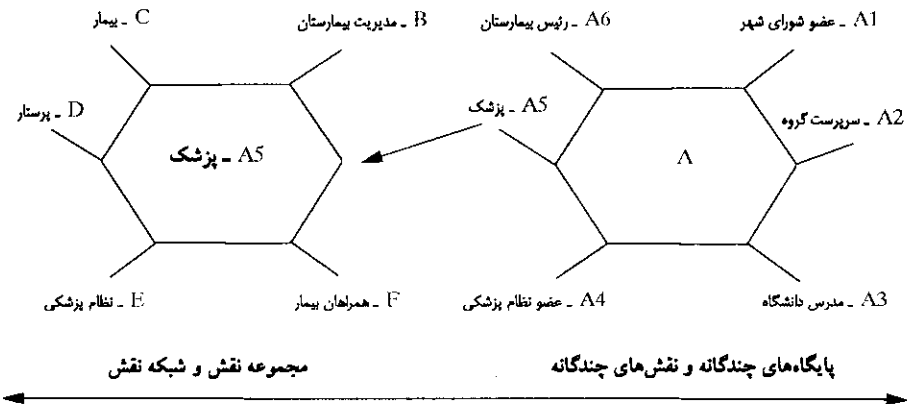 A1 ـ عضو شورای شهر
A6 ـ رئیس بیمارستان
B ـ مدیریت بیمارستان
C ـ بیمار
A2 ـ سرپرست گروه
A5 ـ پزشک
D ـ پرستار
A
A5 ـ پزشک
A3 ـ مدرس دانشگاه
A4 ـ عضو نظام پزشکی
F ـ همراهان بیمار
E ـ نظام پزشکی
پایگاه‌های چندگانه و نقش‌های چندگانه
مجموعه نقش و شبکه نقش